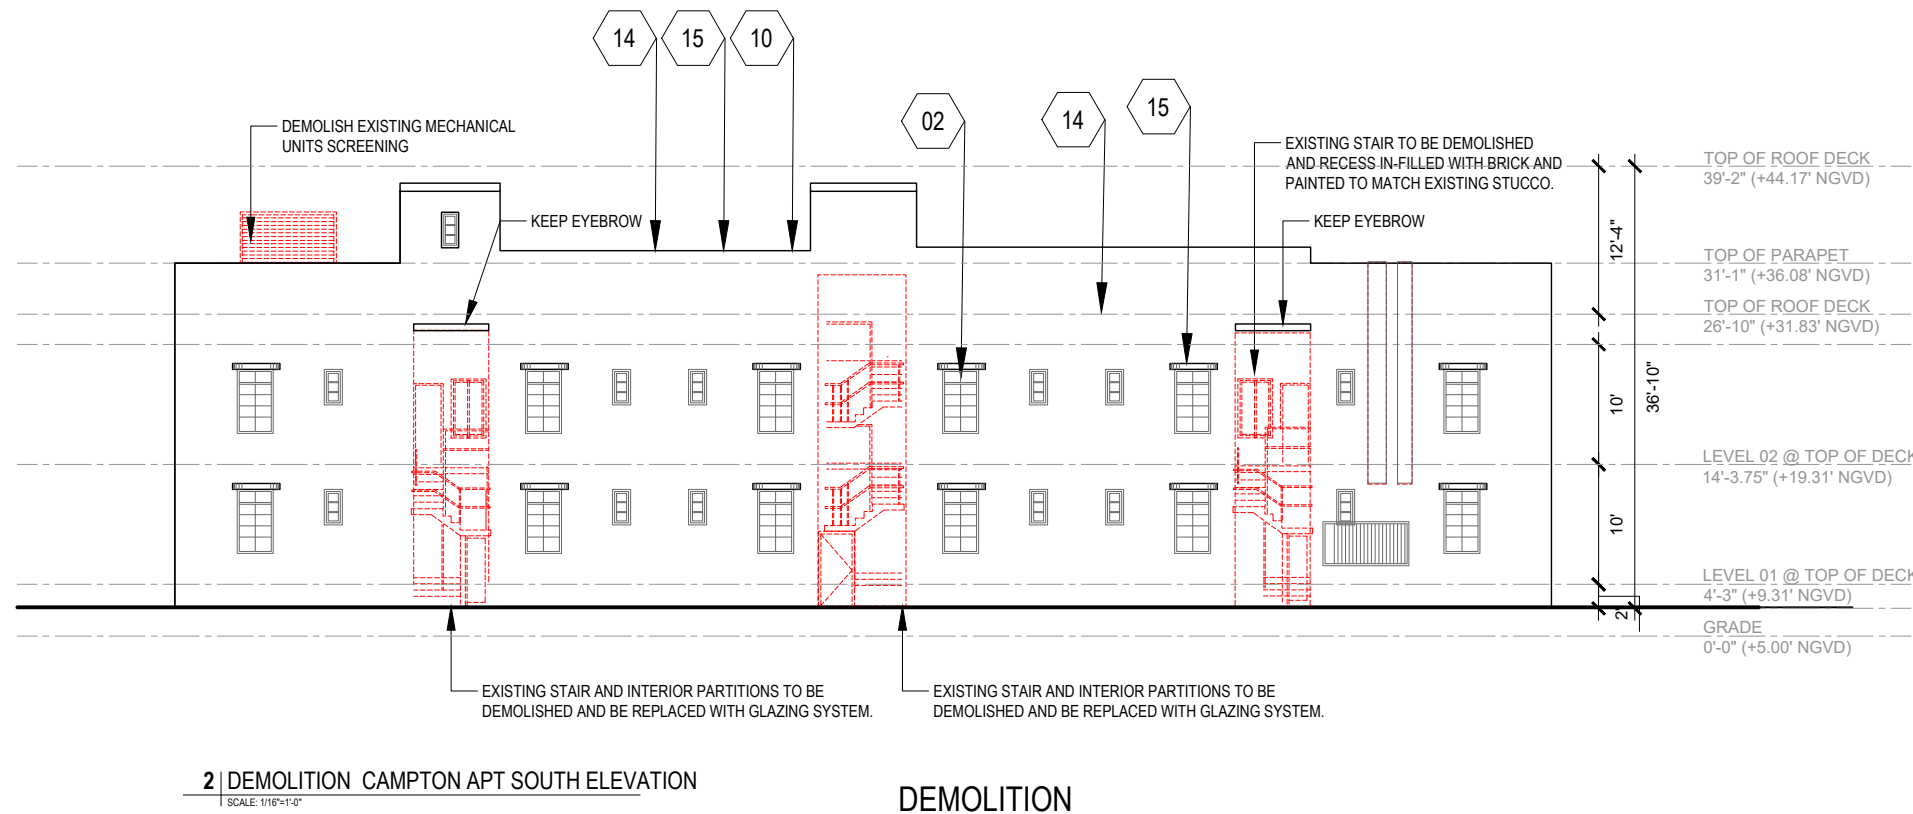 14
15
10
02
14
15
DEMOLISH EXISTING MECHANICAL
UNITS SCREENING
KEEP EYEBROW
EXISTING STAIR TO BE DEMOLISHED
AND RECESS IN-FILLED WITH BRICK AND
PAINTED TO MATCH EXISTING STUCCO.
KEEP EYEBROW
TOP OF ROOF DECK
39'-2" (+44.17' NGVD)
TOP OF PARAPET
31'-1" (+36.08' NGVD)
TOP OF ROOF DECK
26'-10" (+31.83' NGVD)
LEVEL 02 @ TOP OF DECK
14'-3.75" (+19.31' NGVD)
LEVEL 01 @ TOP OF DECK
4'-3" (+9.31' NGVD)
GRADE
0'-0" (+5.00' NGVD)
12'-4"
10'
36'-10"
10'
2'
EXISTING STAIR AND INTERIOR PARTITIONS TO BE
DEMOLISHED AND BE REPLACED WITH GLAZING SYSTEM.
EXISTING STAIR AND INTERIOR PARTITIONS TO BE
DEMOLISHED AND BE REPLACED WITH GLAZING SYSTEM.
2 DEMOLITION CAMPTON APT SOUTH ELEVATION
SCALE: 1/16"=1'-0"
DEMOLITION